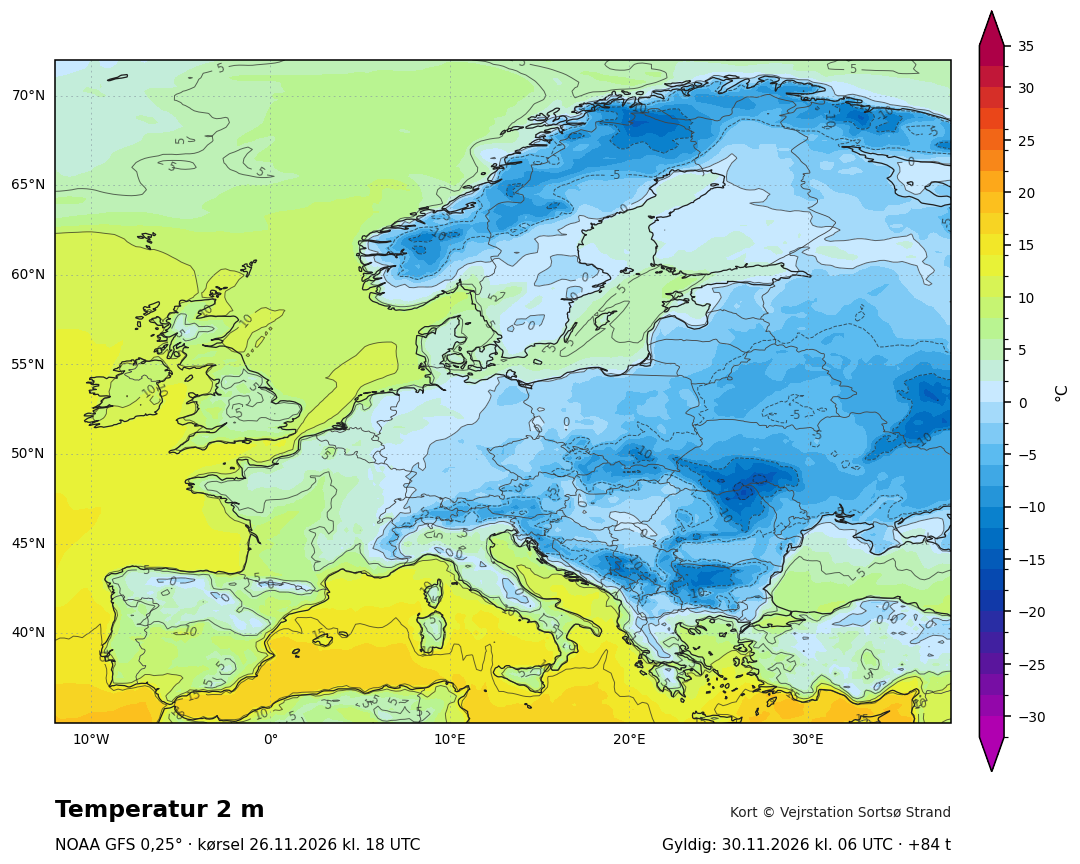 70°N
65°N
60°N
55°N
50°N
45°N
40°N
10°W
0°
10°E
20°E
30°E
35
30
25
20
15
10
5
0
−5
−10
−15
−20
−25
−30
°C
Temperatur 2 m
Kort © Vejrstation Sortsø Strand
NOAA GFS 0,25° · kørsel 26.11.2026 kl. 18 UTC
Gyldig: 30.11.2026 kl. 06 UTC · +84 t